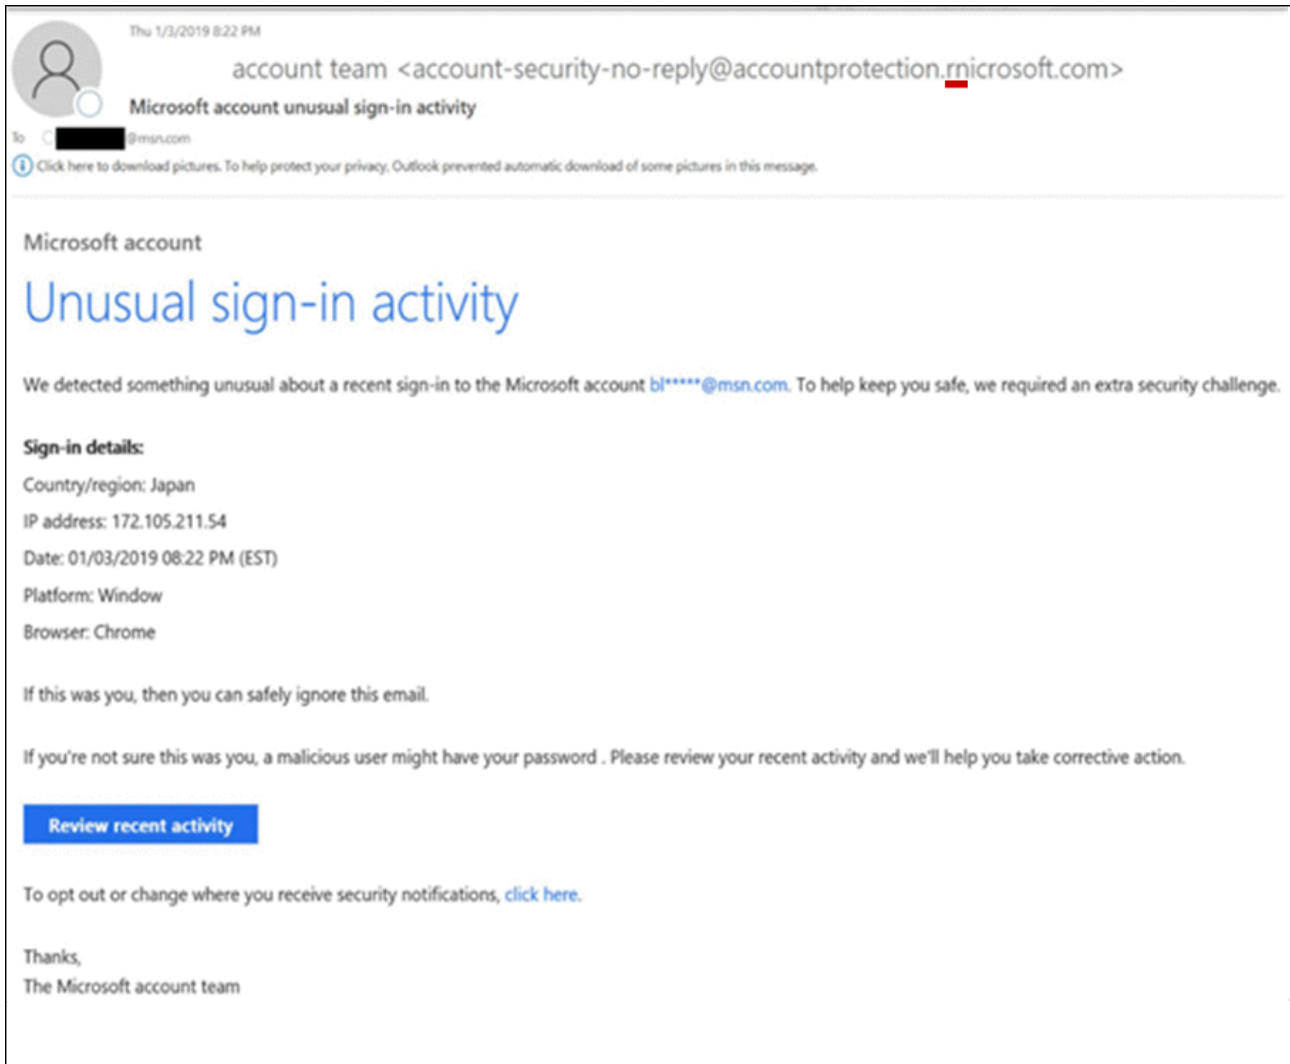 Thu 1/3/2019 8:22 PM
account team <account-security-no-reply@accountprotection.rnicrosoft.com>
Microsoft account unusual sign-in activity
To @msn.com
Click here to download pictures. To help protect your privacy, Outlook prevented automatic download of some pictures in this message.
Microsoft account
Unusual sign-in activity
We detected something unusual about a recent sign-in to the Microsoft account bl*****@msn.com. To help keep you safe, we required an extra security challenge.
Sign-in details:
Country/region: Japan
IP address: 172.105.211.54
Date: 01/03/2019 08:22 PM (EST)
Platform: Window
Browser: Chrome
If this was you, then you can safely ignore this email.
If you're not sure this was you, a malicious user might have your password . Please review your recent activity and we'll help you take corrective action.
Review recent activity
To opt out or change where you receive security notifications, click here.
Thanks,
The Microsoft account team